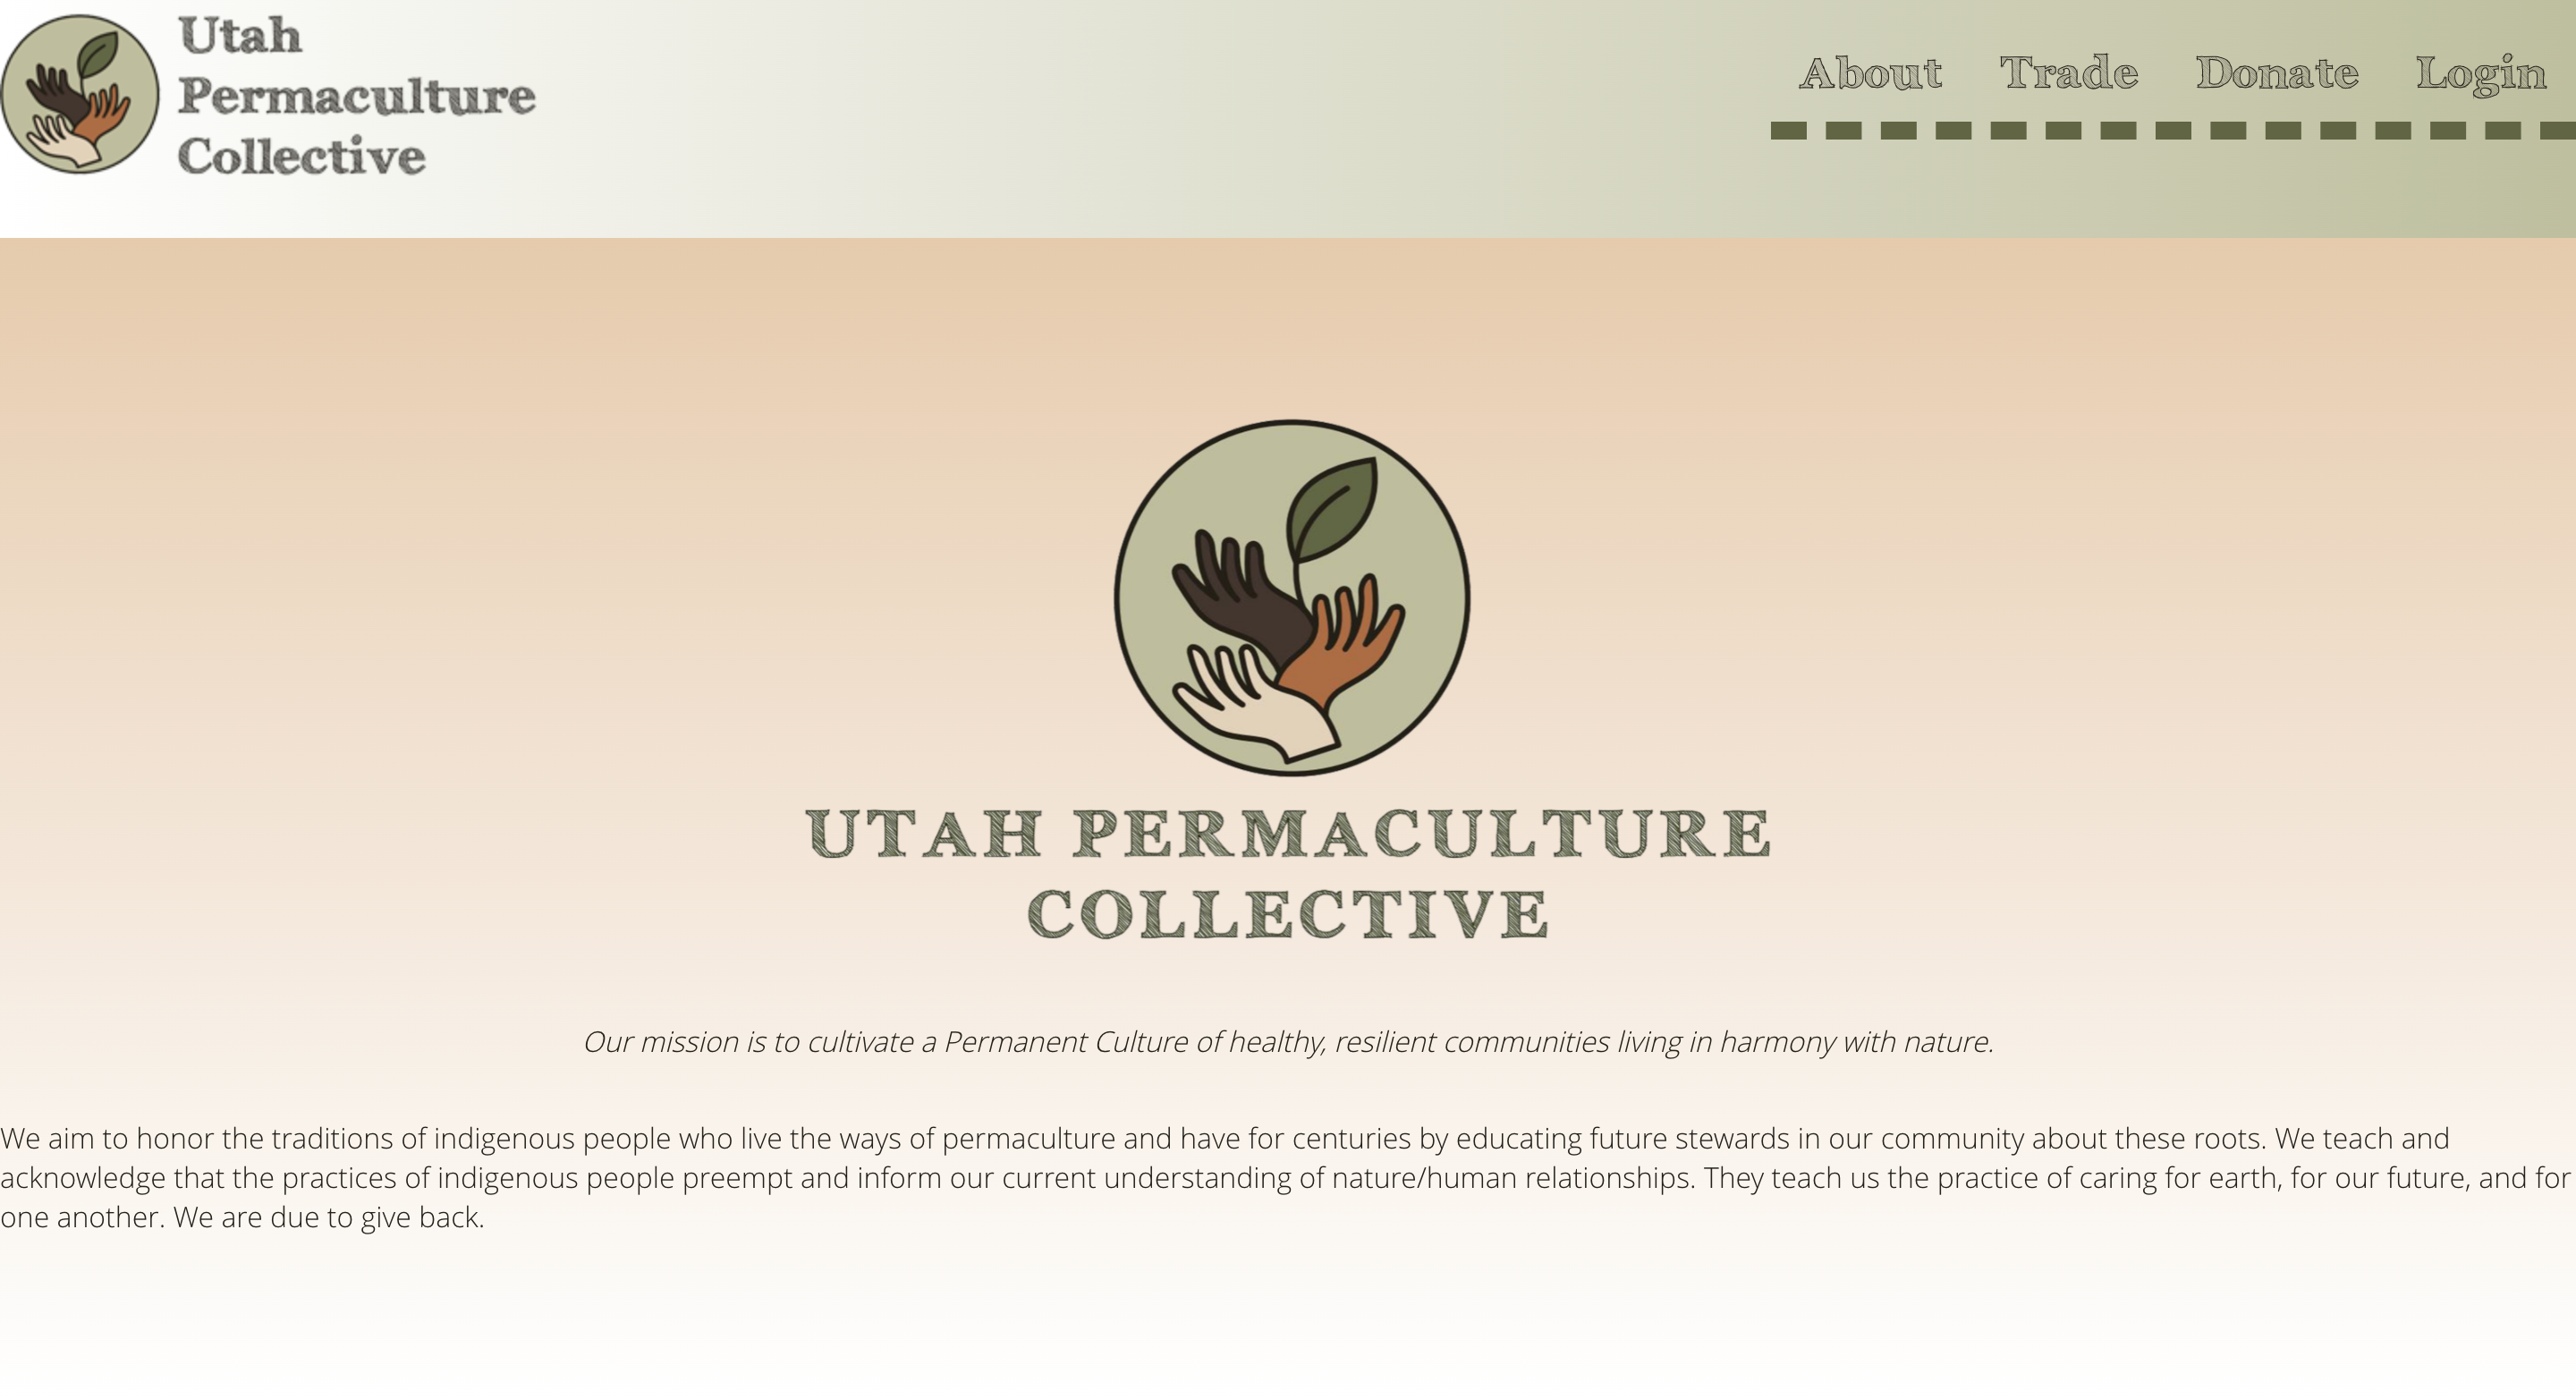 Utah
Permaculture
Collective
About Trade Donate Login
UTAH PERMACULTURE
COLLECTIVE
Our mission is to cultivate a Permanent Culture of healthy, resilient communities living in harmony with nature.
We aim to honor the traditions of indigenous people who live the ways of permaculture and have for centuries by educating future stewards in our community about these roots. We teach and
acknowledge that the practices of indigenous people preempt and inform our current understanding of nature/human relationships. They teach us the practice of caring for earth, for our future, and for
one another. We are due to give back.